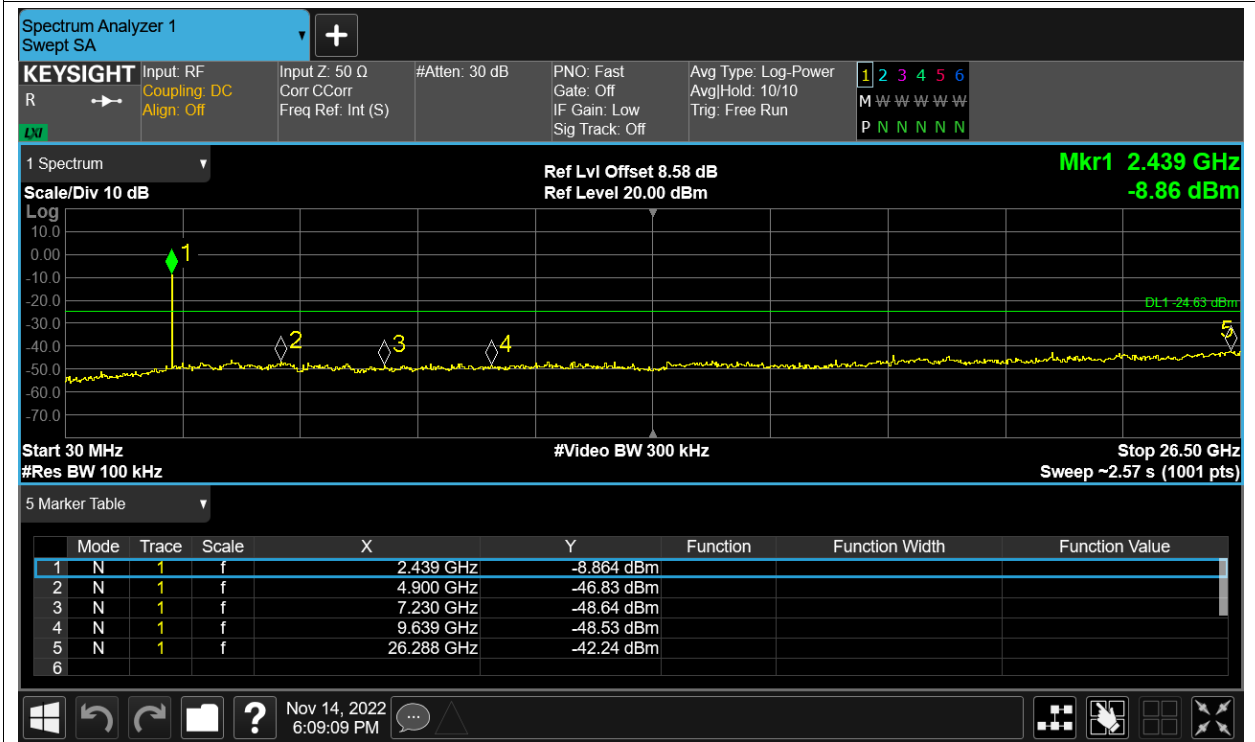 Spectrum Analyzer 1
Swept SA
+
KEYSIGHT
R
LXI
Input: RF
Coupling: DC
Align: Off
Input Z: 50 Ω
Corr CCorr
Freq Ref: Int (S)
#Atten: 30 dB
PNO: Fast
Gate: Off
IF Gain: Low
Sig Track: Off
Avg Type: Log-Power
Avg|Hold: 10/10
Trig: Free Run
1 2 3 4 5 6
M W W W W W
P N N N N N
1 Spectrum
Scale/Div 10 dB
Ref Lvl Offset 8.58 dB
Ref Level 20.00 dBm
Mkr1 2.439 GHz
-8.86 dBm
Log
10.0
0.00
-10.0
-20.0
-30.0
-40.0
-50.0
-60.0
-70.0
1
2
3
4
5
DL1 -24.63 dBm
Start 30 MHz
#Video BW 300 kHz
Stop 26.50 GHz
#Res BW 100 kHz
Sweep ~2.57 s (1001 pts)
5 Marker Table
Mode Trace Scale X Y Function Function Width Function Value
1 N 1 f 2.439 GHz -8.864 dBm
2 N 1 f 4.900 GHz -46.83 dBm
3 N 1 f 7.230 GHz -48.64 dBm
4 N 1 f 9.639 GHz -48.53 dBm
5 N 1 f 26.288 GHz -42.24 dBm
6
?
Nov 14, 2022
6:09:09 PM